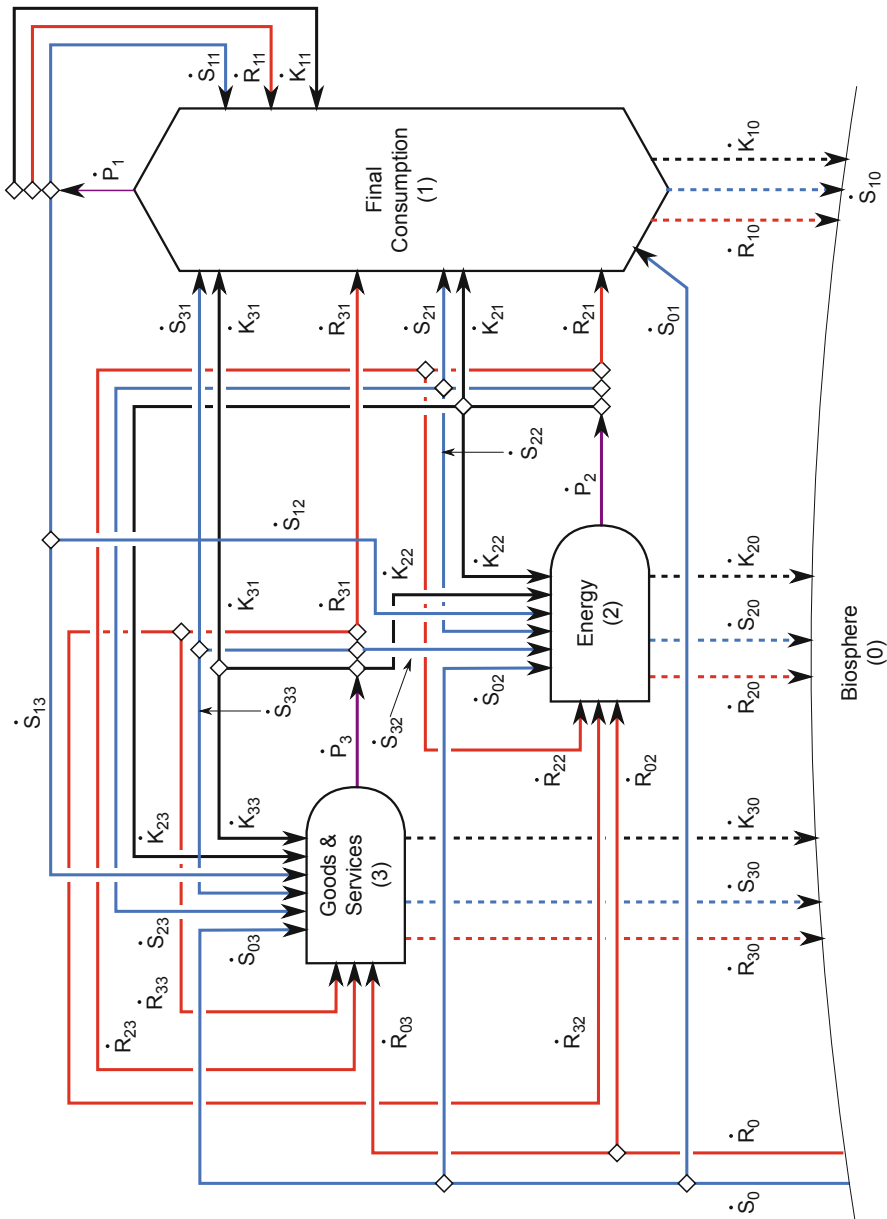 Ṡ₁₁
Ṙ₁₁
K̇₁₁
Ṗ₁
Final
Consumption
(1)
K̇₁₀
Ṡ₁₀
Ṙ₁₀
Ṡ₃₁
K̇₃₁
Ṙ₃₁
Ṡ₂₁
K̇₂₁
Ṙ₂₁
Ṡ₀₁
Ṡ₂₂
Ṗ₂
Ṡ₁₂
K̇₂₂
K̇₂₂
K̇₃₁
Ṙ₃₁
Energy
(2)
K̇₂₀
Ṡ₂₀
Ṙ₂₀
Biosphere
(0)
Ṡ₁₃
Ṡ₃₃
Ṗ₃
Ṡ₃₂
Ṡ₀₂
Ṙ₂₂
Ṙ₀₂
K̇₂₃
K̇₃₃
Goods &
Services
(3)
K̇₃₀
Ṡ₃₀
Ṙ₃₀
Ṡ₂₃
Ṡ₀₃
Ṙ₃₃
Ṙ₂₃
Ṙ₀₃
Ṙ₃₂
Ṙ₀
Ṡ₀